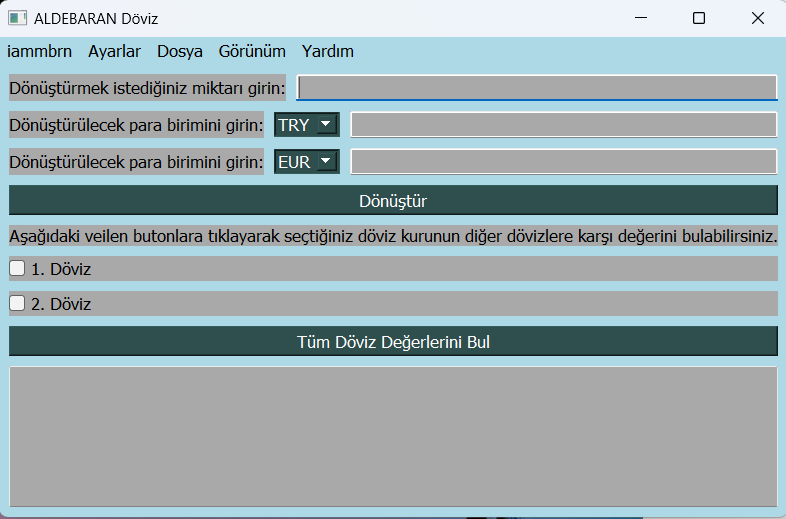 ALDEBARAN Döviz
iammbrn Ayarlar Dosya Görünüm Yardım
Dönüştürmek istediğiniz miktarı girin:
Dönüştürülecek para birimini girin: TRY
Dönüştürülecek para birimini girin: EUR
Dönüştür
Aşağıdaki veilen butonlara tıklayarak seçtiğiniz döviz kurunun diğer dövizlere karşı değerini bulabilirsiniz.
1. Döviz
2. Döviz
Tüm Döviz Değerlerini Bul